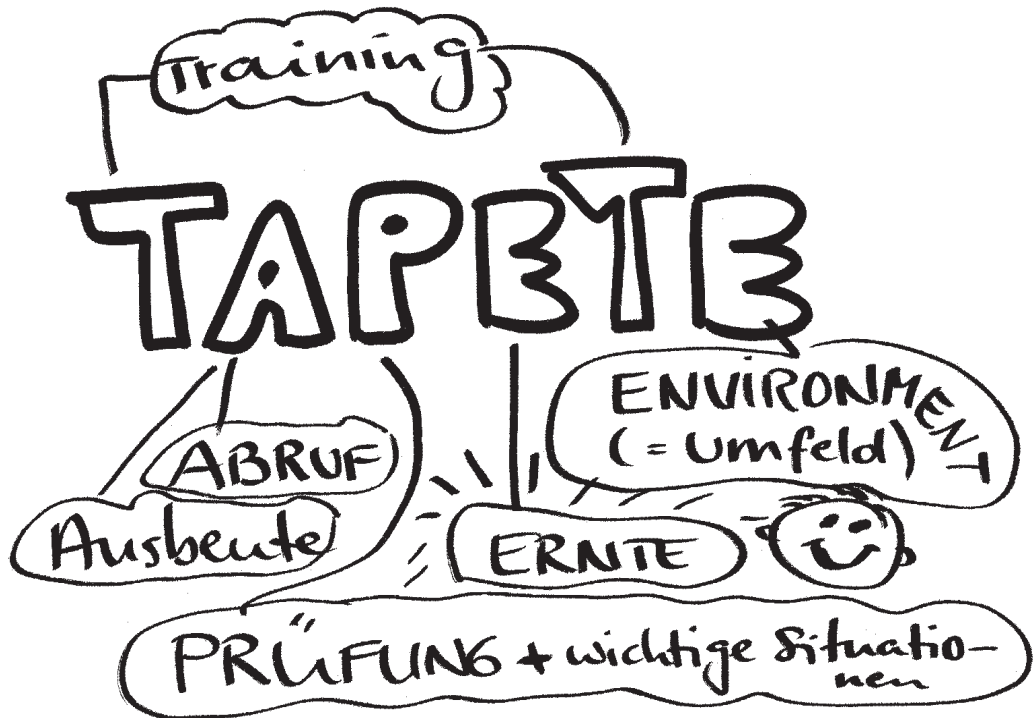 Training
TAPETE
ENVIRONMENT
(= Umfeld)
ABRUF
Ausbeute
ERNTE
PRÜFUNG + wichtige Situatio-
nen